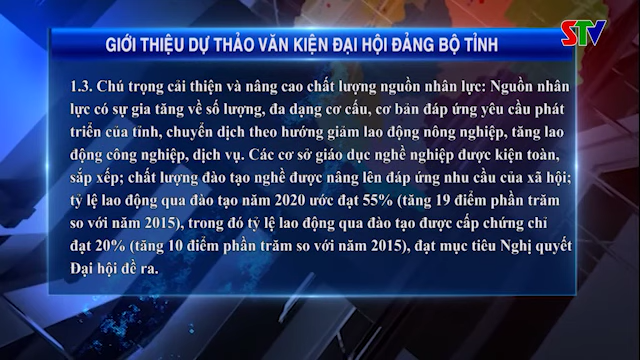 STV
GIỚI THIỆU DỰ THẢO VĂN KIỆN ĐẠI HỘI ĐẢNG BỘ TỈNH
1.3. Chú trọng cải thiện và nâng cao chất lượng nguồn nhân lực: Nguồn nhân
lực có sự gia tăng về số lượng, đa dạng cơ cấu, cơ bản đáp ứng yêu cầu phát
triển của tỉnh, chuyển dịch theo hướng giảm lao động nông nghiệp, tăng lao
động công nghiệp, dịch vụ. Các cơ sở giáo dục nghề nghiệp được kiện toàn,
sắp xếp; chất lượng đào tạo nghề được nâng lên đáp ứng nhu cầu của xã hội;
tỷ lệ lao động qua đào tạo năm 2020 ước đạt 55% (tăng 19 điểm phần trăm
so với năm 2015), trong đó tỷ lệ lao động qua đào tạo được cấp chứng chỉ
đạt 20% (tăng 10 điểm phần trăm so với năm 2015), đạt mục tiêu Nghị quyết
Đại hội đề ra.